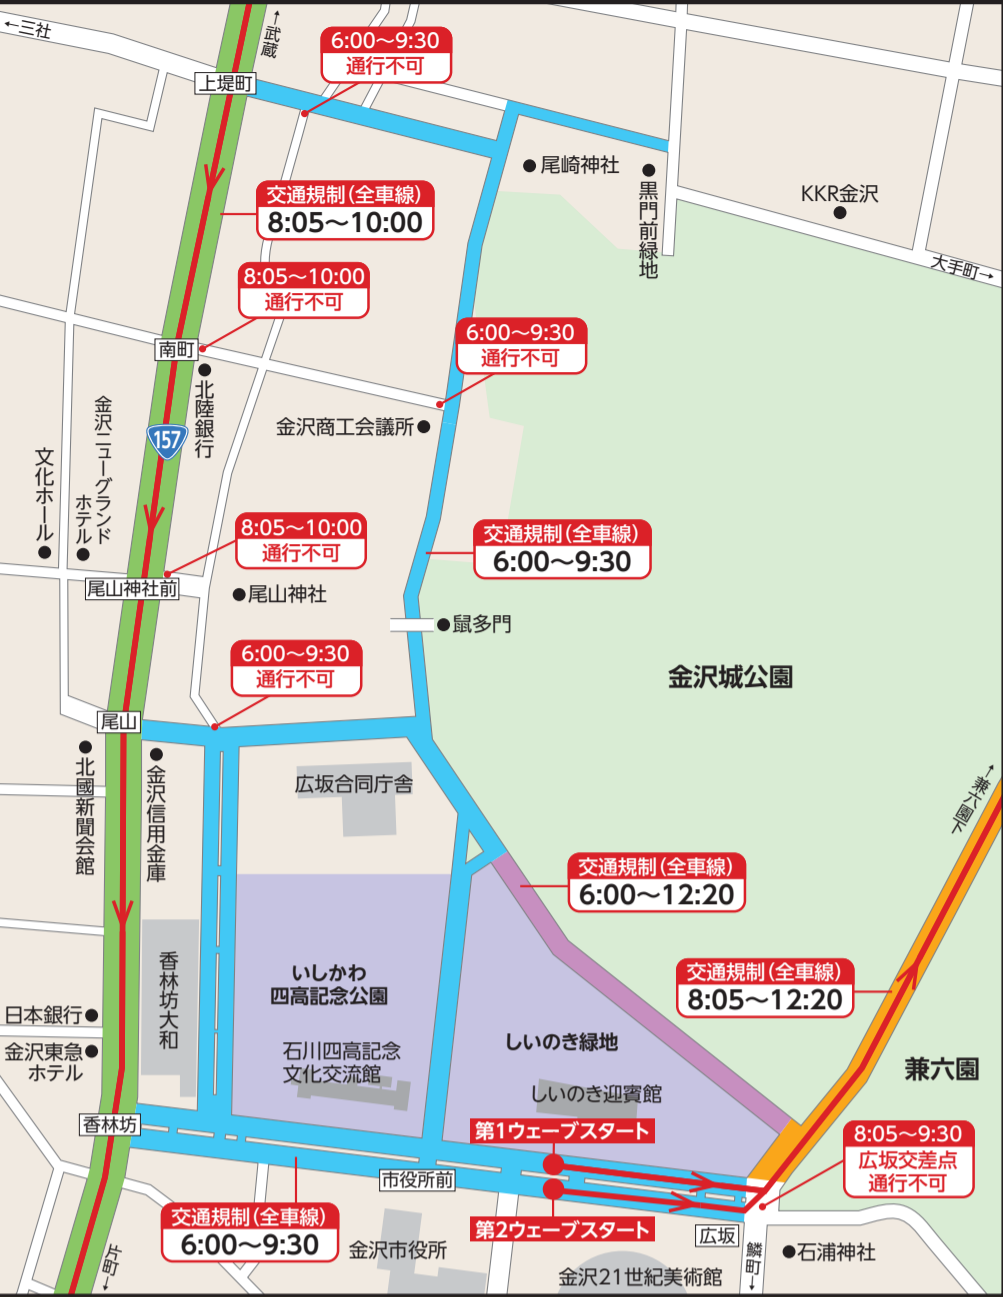 ←三社
←武蔵
6:00～9:30
通行不可
上堤町
尾崎神社
黒門前緑地
KKR金沢
大手町→
交通規制(全車線)
8:05～10:00
8:05～10:00
通行不可
南町
北陸銀行
6:00～9:30
通行不可
金沢商工会議所
157
金沢ニューグランド
ホテル
文化ホール
8:05～10:00
通行不可
交通規制(全車線)
6:00～9:30
尾山神社前
尾山神社
鼠多門
金沢城公園
6:00～9:30
通行不可
尾山
北國新聞会館
金沢信用金庫
広坂合同庁舎
←兼六園下
交通規制(全車線)
6:00～12:20
香林坊大和
いしかわ
四高記念公園
交通規制(全車線)
8:05～12:20
日本銀行
金沢東急
ホテル
石川四高記念
文化交流館
しいのき緑地
しいのき迎賓館
兼六園
香林坊
第1ウェーブスタート
8:05～9:30
広坂交差点
通行不可
市役所前
第2ウェーブスタート
広坂
交通規制(全車線)
6:00～9:30
金沢市役所
金沢21世紀美術館
鱗町→
石浦神社
片町→